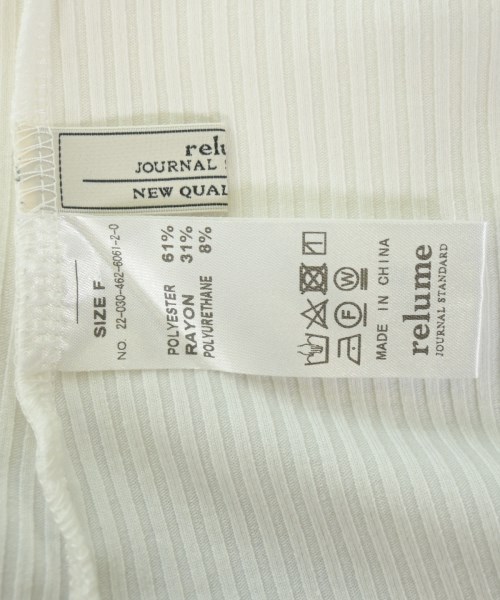 relu
JOURNAL S
NEW QUAL
SIZE F
NO. 22-030-462-6061-2-0
POLYESTER 61%
RAYON 31%
POLYURETHANE 8%
MADE IN CHINA
relume
JOURNAL STANDARD